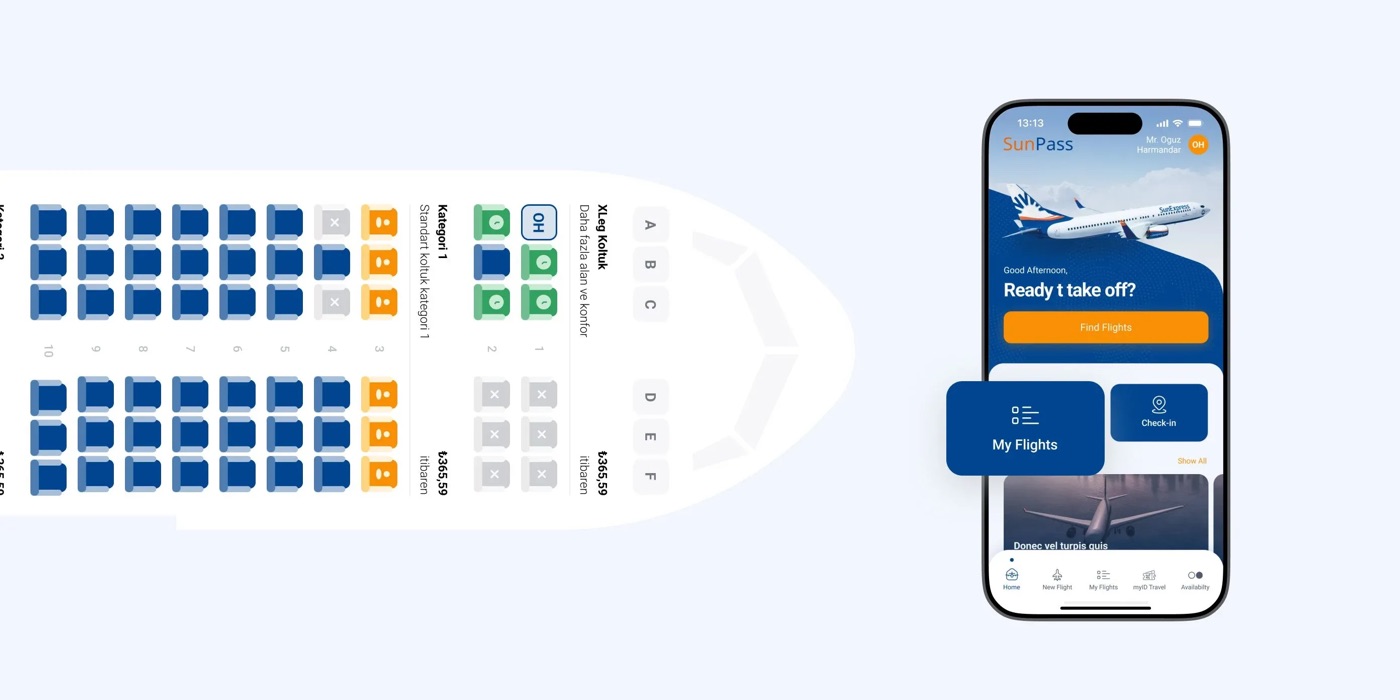 XLeg Koltuk
Daha fazla alan ve konfor
₺365,59
itibaren
Kategori 1
Standart koltuk kategori 1
₺365,59
itibaren
A
B
C
D
E
F
OH
1
2
3
4
5
6
7
8
9
10
13:13
SunPass
Mr. Oguz
Harmandar
OH
SunExpress
Good Afternoon,
Ready t take off?
Find Flights
My Flights
Check-in
Show All
Donec vel turpis quis
Home
New Flight
My Flights
myID Travel
Availabilty